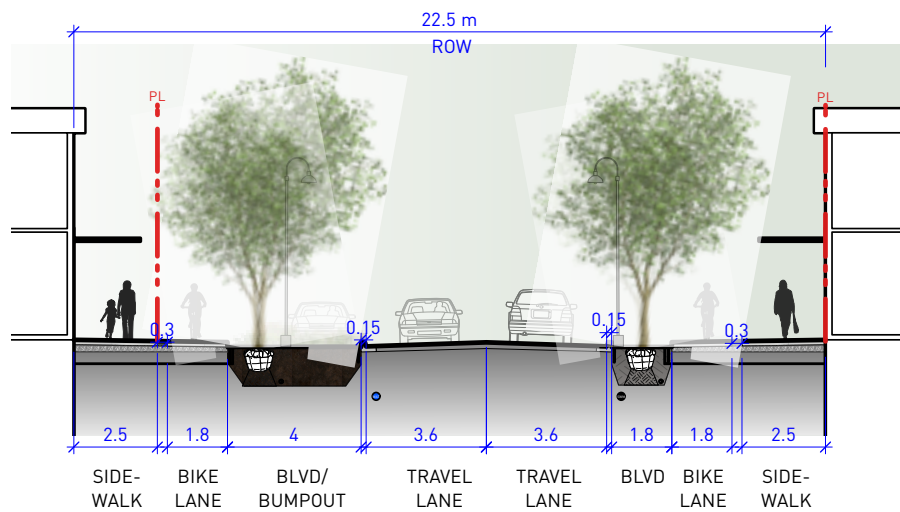 22.5 m
ROW
PL
PL
0.3
0.15
0.15
0.3
2.5
1.8
4
3.6
3.6
1.8
1.8
2.5
SIDE-
WALK
BIKE
LANE
BLVD/
BUMPOUT
TRAVEL
LANE
TRAVEL
LANE
BLVD
BIKE
LANE
SIDE-
WALK